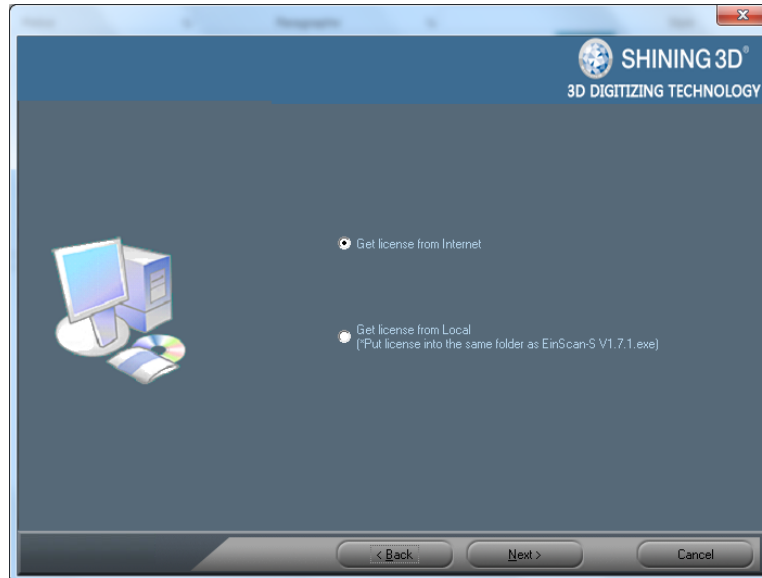 SHINING 3D®
3D DIGITIZING TECHNOLOGY
Get license from Internet
Get license from Local
(*Put license into the same folder as EinScan-S V1.7.1.exe)
< Back
Next >
Cancel